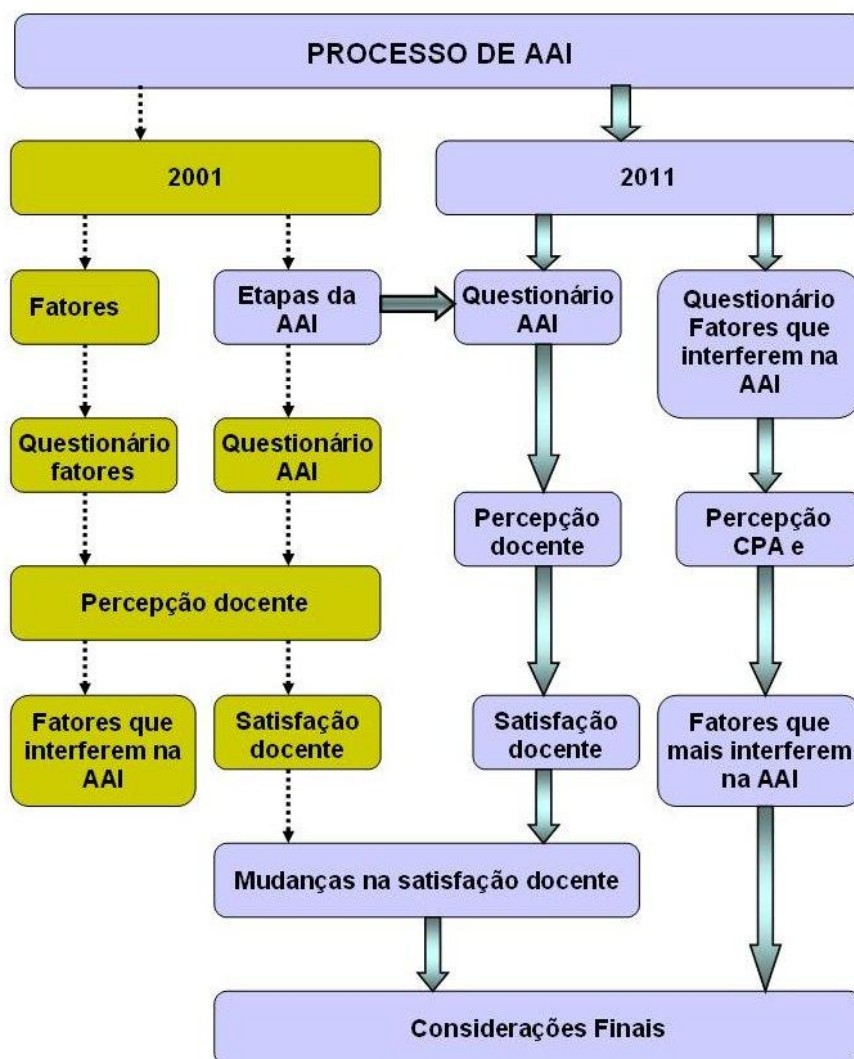 PROCESSO DE AAI
2001
2011
Fatores
Etapas da
AAI
Questionário
AAI
Questionário
Fatores que
interferem na
AAI
Questionário
fatores
Questionário
AAI
Percepção
docente
Percepção
CPA e
Percepção docente
Fatores que
interferem na
AAI
Satisfação
docente
Satisfação
docente
Fatores que
mais interferem
na AAI
Mudanças na satisfação docente
Considerações Finais